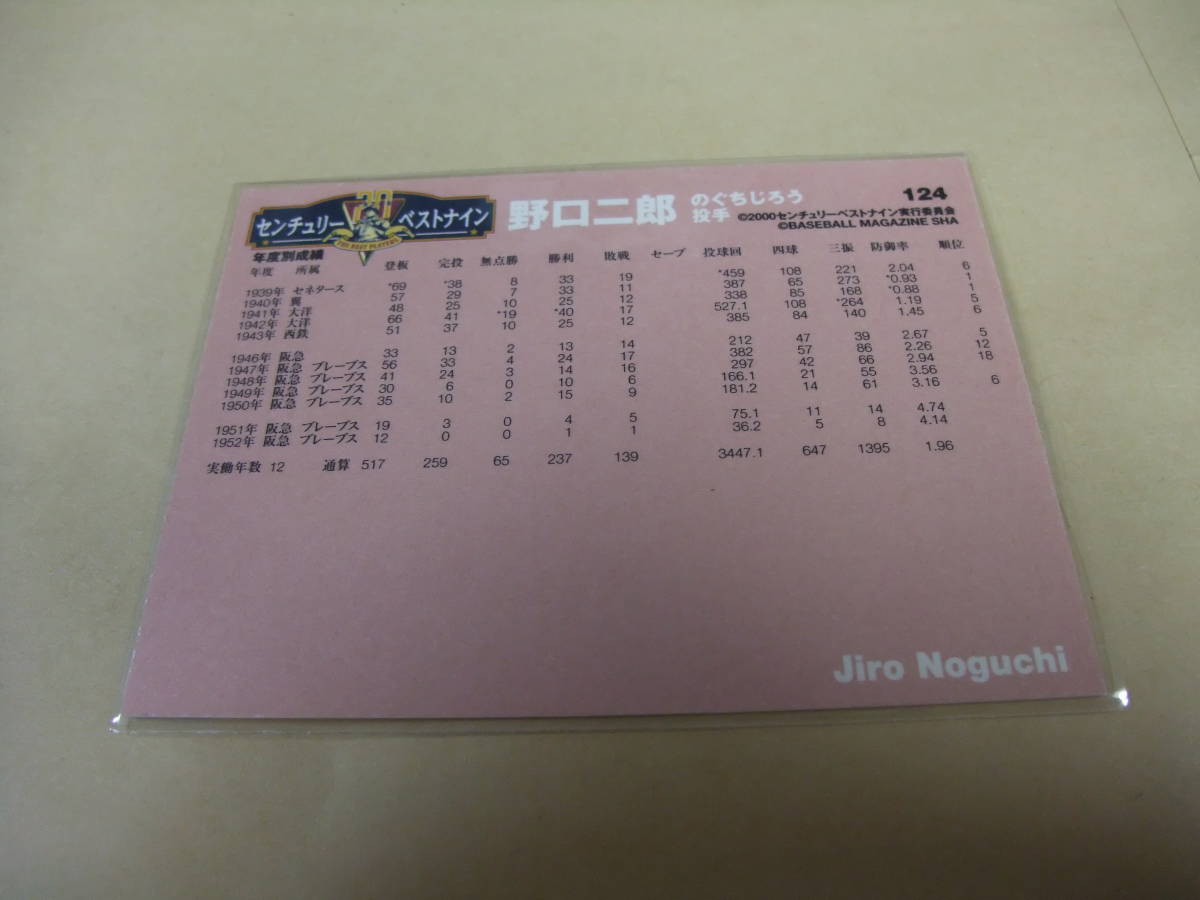 20
センチュリー ベストナイン
THE BEST PLAYERS
野口二郎 のぐちじろう 投手
124
©2000センチュリーベストナイン実行委員会
©BASEBALL MAGAZINE SHA
年度別成績
年度 所属 登板 完投 無点勝 勝利 敗戦 セーブ 投球回 四球 三振 防御率 順位
1939年 セネタース *69 *38 8 33 19 *459 108 221 2.04 6
1940年 翼 57 29 7 33 11 387 65 273 *0.93 1
1941年 大洋 48 25 10 25 12 338 85 168 *0.88 1
1942年 大洋 66 41 *19 *40 17 527.1 108 *264 1.19 5
1943年 西鉄 51 37 10 25 12 385 84 140 1.45 6
1946年 阪急 33 13 2 13 14 212 47 39 2.67 5
1947年 阪急 ブレーブス 56 33 4 24 17 382 57 86 2.26 12
1948年 阪急 ブレーブス 41 24 3 14 16 297 42 66 2.94 18
1949年 阪急 ブレーブス 30 6 0 10 6 166.1 21 55 3.56
1950年 阪急 ブレーブス 35 10 2 15 9 181.2 14 61 3.16 6
1951年 阪急 ブレーブス 19 3 0 4 5 75.1 11 14 4.74
1952年 阪急 ブレーブス 12 0 0 1 1 36.2 5 8 4.14
実働年数 12 通算 517 259 65 237 139 3447.1 647 1395 1.96
Jiro Noguchi